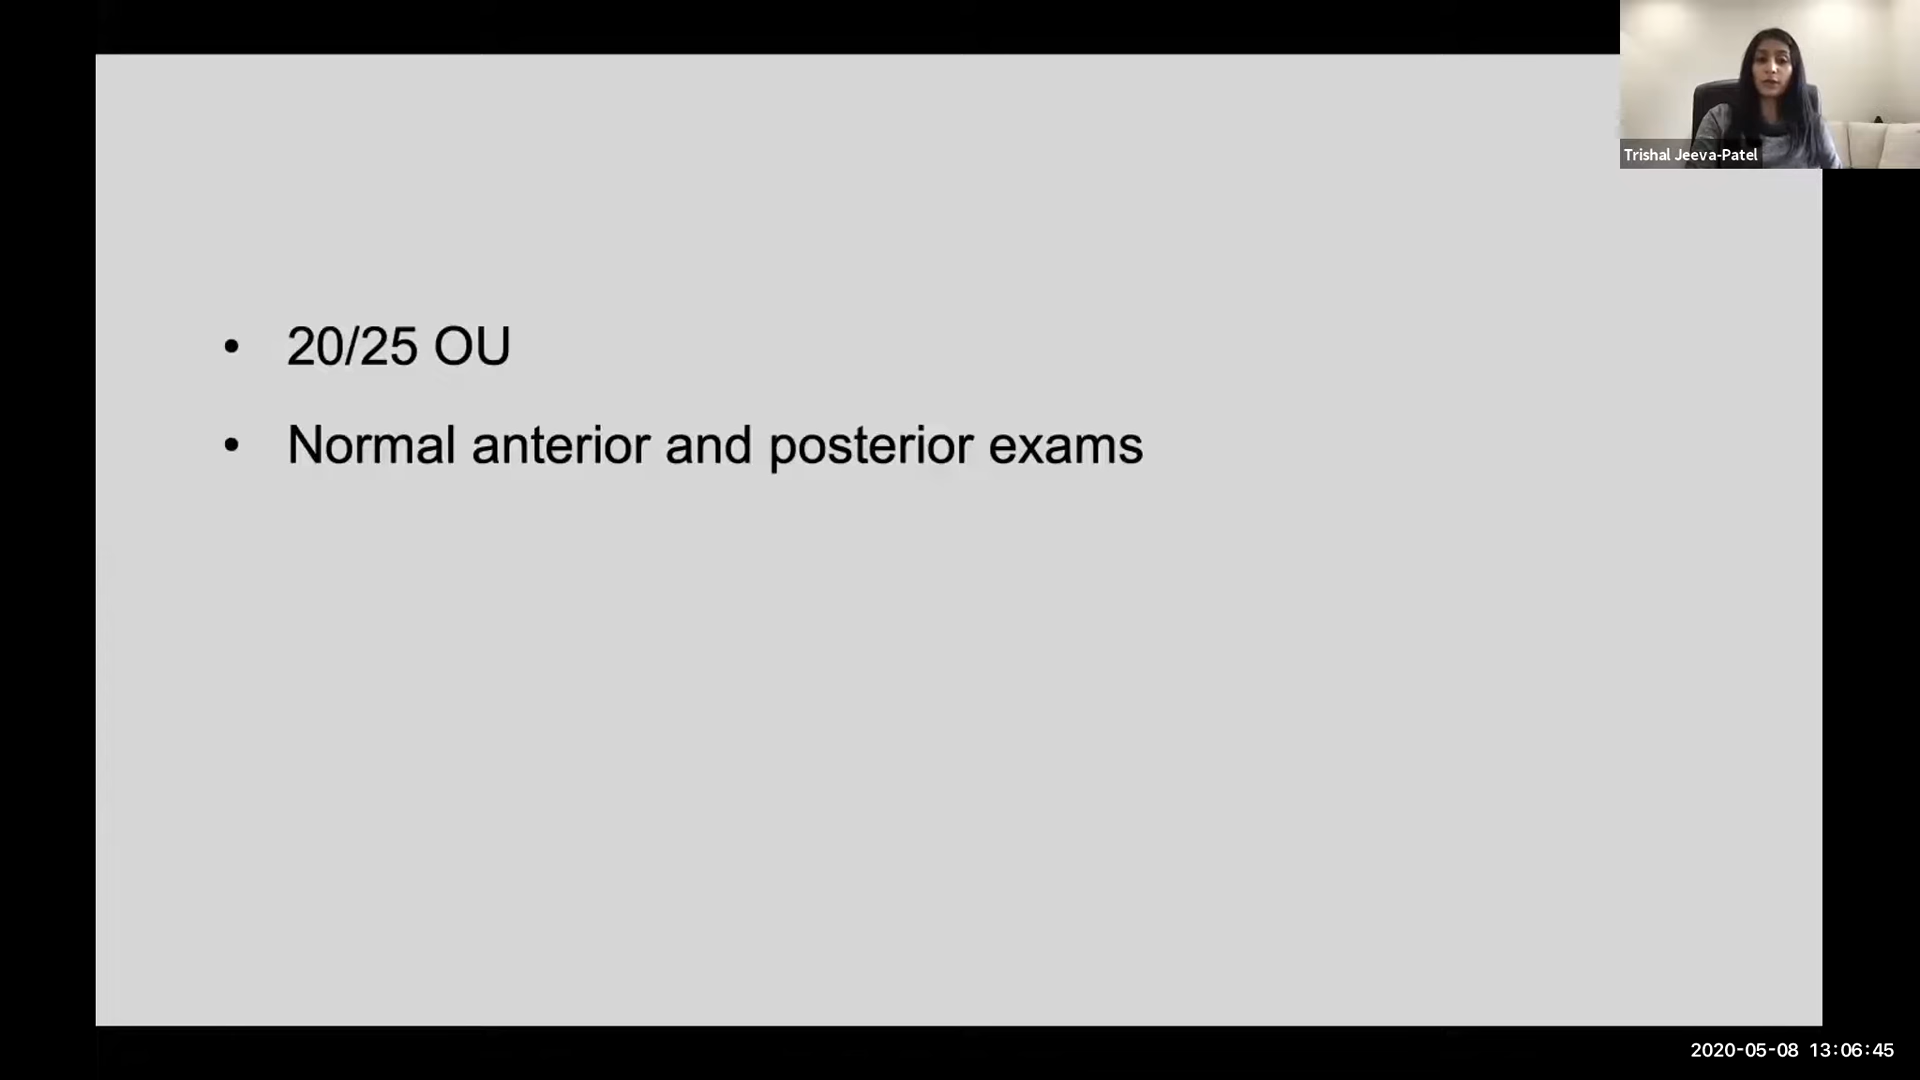 Trishal Jeeva-Patel
• 20/25 OU
• Normal anterior and posterior exams
2020-05-08 13:06:45